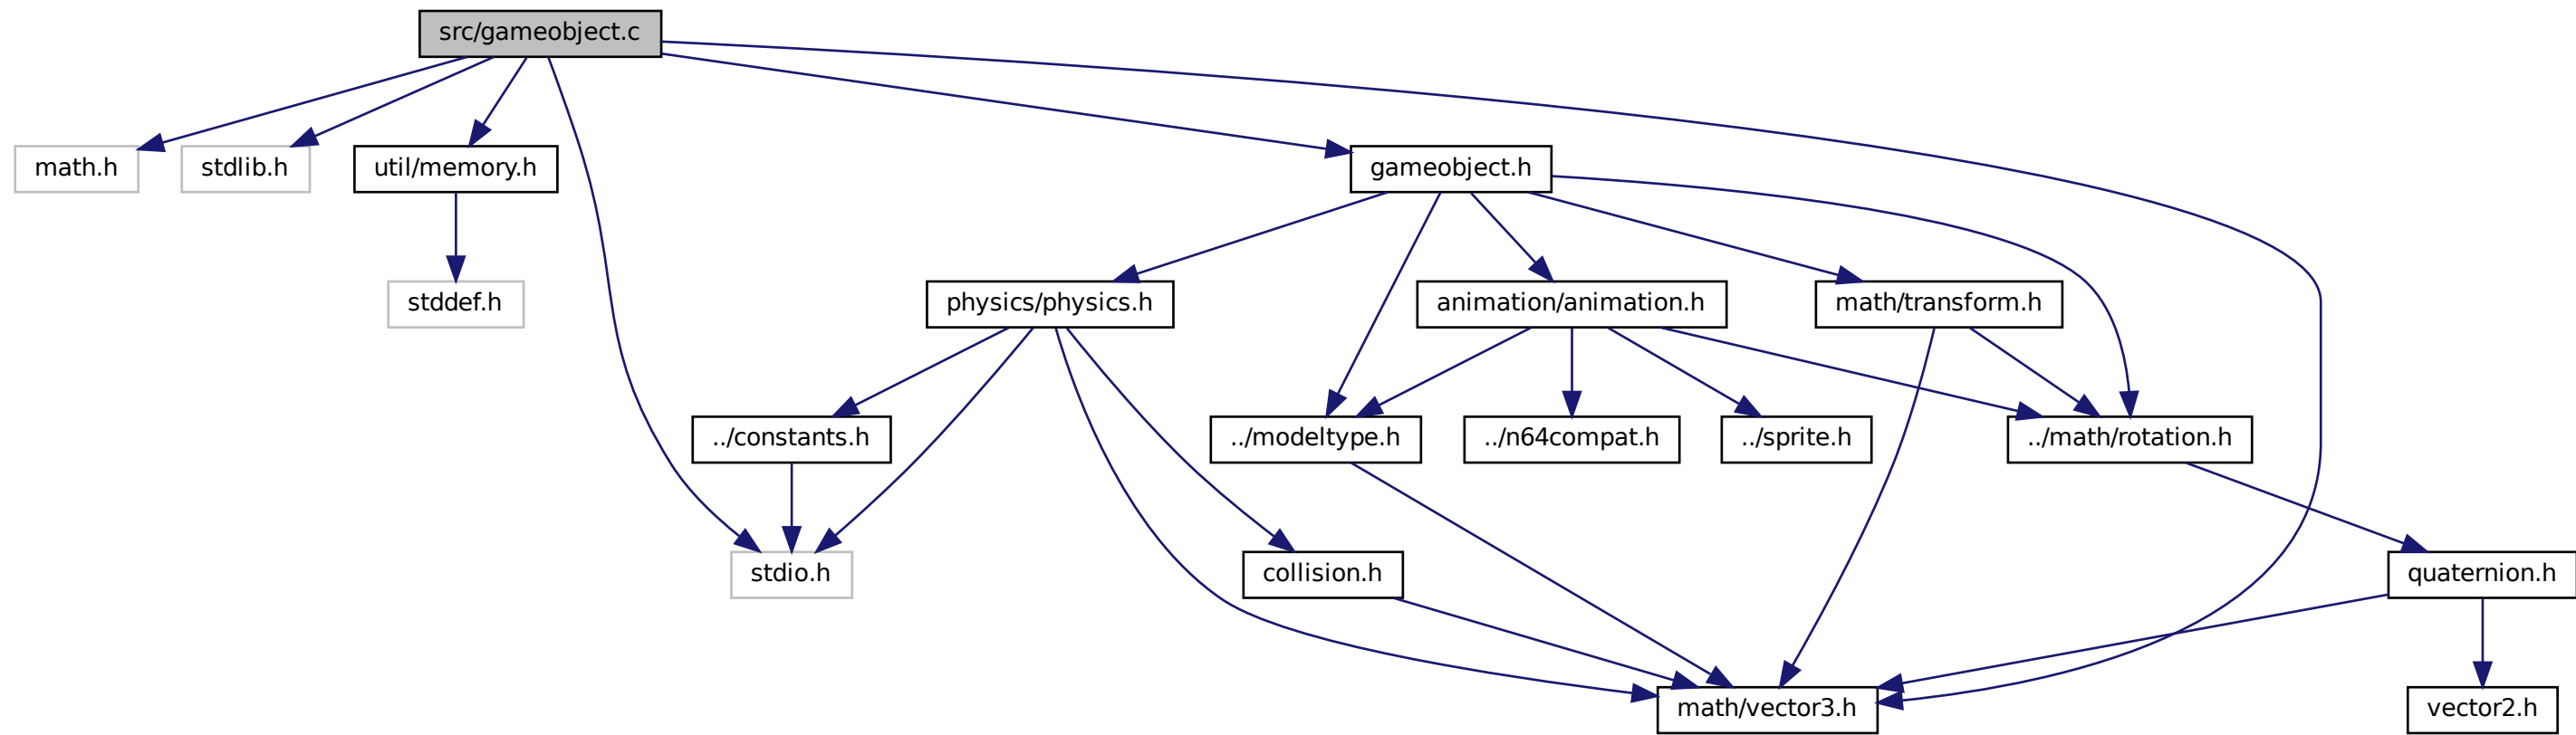 src/gameobject.c
math.h
stdlib.h
util/memory.h
gameobject.h
stddef.h
physics/physics.h
animation/animation.h
math/transform.h
../constants.h
../modeltype.h
../n64compat.h
../sprite.h
../math/rotation.h
stdio.h
collision.h
quaternion.h
math/vector3.h
vector2.h